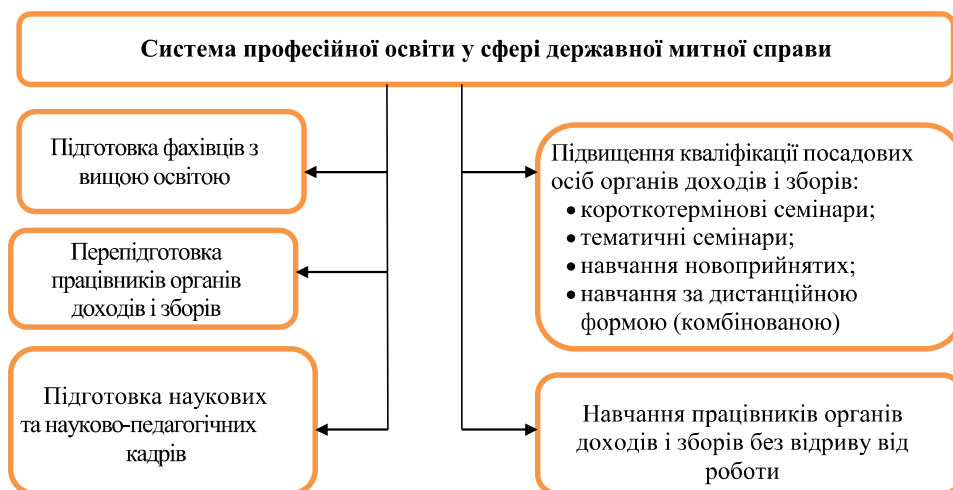 Система професійної освіти у сфері державної митної справи
Підготовка фахівців з
вищою освітою
Перепідготовка
працівників органів
доходів і зборів
Підготовка наукових
та науково-педагогічних
кадрів
Підвищення кваліфікації посадових
осіб органів доходів і зборів:
• короткотермінові семінари;
• тематичні семінари;
• навчання новоприйнятих;
• навчання за дистанційною
формою (комбінованою)
Навчання працівників органів
доходів і зборів без відриву від
роботи